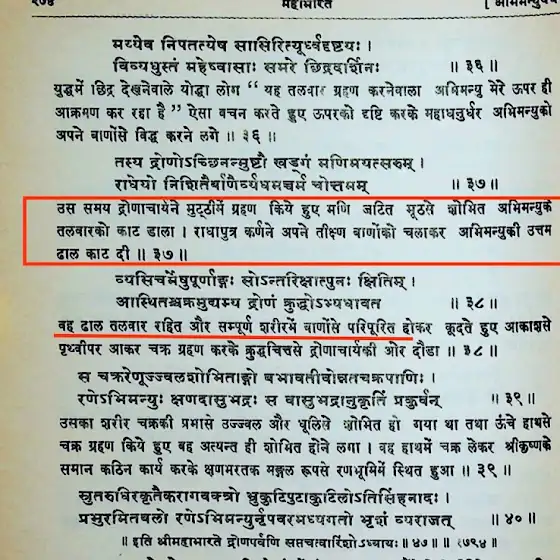 २७४ महाभारत [ अभिमन्युवध
मय्येव निपतत्येष सासिरित्यूर्ध्वदृष्टयः ।
विव्यधुस्तं महेष्वासाः समरे छिद्रदर्शिनः ॥ ३६ ॥
युद्धमें छिद्र देखनेवाले योद्धा लोग “ यह तलवार ग्रहण करनेवाला अभिमन्यु मेरे ऊपर ही
आक्रमण कर रहा है ” ऐसा वचन करते हुए ऊपरको दृष्टि करके महाधनुर्धर अभिमन्युको
अपने बाणोंसे विद्ध करने लगे ॥ ३६ ॥
तस्य द्रोणोऽच्छिनन्मुष्टौ खड्गं मणिमयत्सरुम् ।
राधेयो निशितैर्बाणैर्व्यधमच्चर्म चोत्तमम् ॥ ३७ ॥
उस समय द्रोणाचार्यने मुट्ठीमें ग्रहण किये हुए मणि जटित मूठसे शोभित अभिमन्युके
तलवारको काट डाला । राधापुत्र कर्णने अपने तीक्ष्ण बाणोंको चलाकर अभिमन्युकी उत्तम
ढाल काट दी ॥ ३७ ॥
व्यसिचर्मेषुपूर्णाङ्गः सोऽन्तरिक्षात्पुनः क्षितिम् ।
आस्थितश्चक्रमुद्यम्य द्रोणं क्रुद्धोऽभ्यधावत ॥ ३८ ॥
वह ढाल तलवार रहित और सम्पूर्ण शरीरमें बाणोंसे परिपूरित होकर कूदते हुए आकाशसे
पृथ्वीपर आकर चक्र ग्रहण करके क्रुद्धचित्तसे द्रोणाचार्यकी ओर दौडा ॥ ३८ ॥
स चक्ररेणूज्ज्वलशोभिताङ्गो बभावतीवोन्नतचक्रपाणिः ।
रणेऽभिमन्युः क्षणदासुभद्रः स वासुभद्रानुकृतिं प्रकुर्वन् ॥ ३९ ॥
उसका शरीर चक्रकी प्रभासे उज्ज्वल और धूलिसे शोभित हो गया था तथा ऊंचे हाथसे
चक्र ग्रहण किये हुए वह अत्यन्त ही शोभित होने लगा । वह हाथमें चक्र लेकर श्रीकृष्णके
समान कठिन कार्य करके क्षणमरतक मङ्गल रूपसे रणभूमिमें स्थित हुआ ॥ ३९ ॥
स्रुतरुधिरकृतैकरागवक्त्रो भ्रुकुटिपुटाकुटिलोऽतिसिंहनादः ।
प्रभुरमितबलो रणेऽभिमन्युर्नृपवरमध्यगतो भृशं व्यराजत् ॥ ४० ॥
॥ इति श्रीमहाभारते द्रोणपर्वणि सप्तचत्वारिंशोऽध्यायः ॥ ४७ ॥ १७९४ ॥